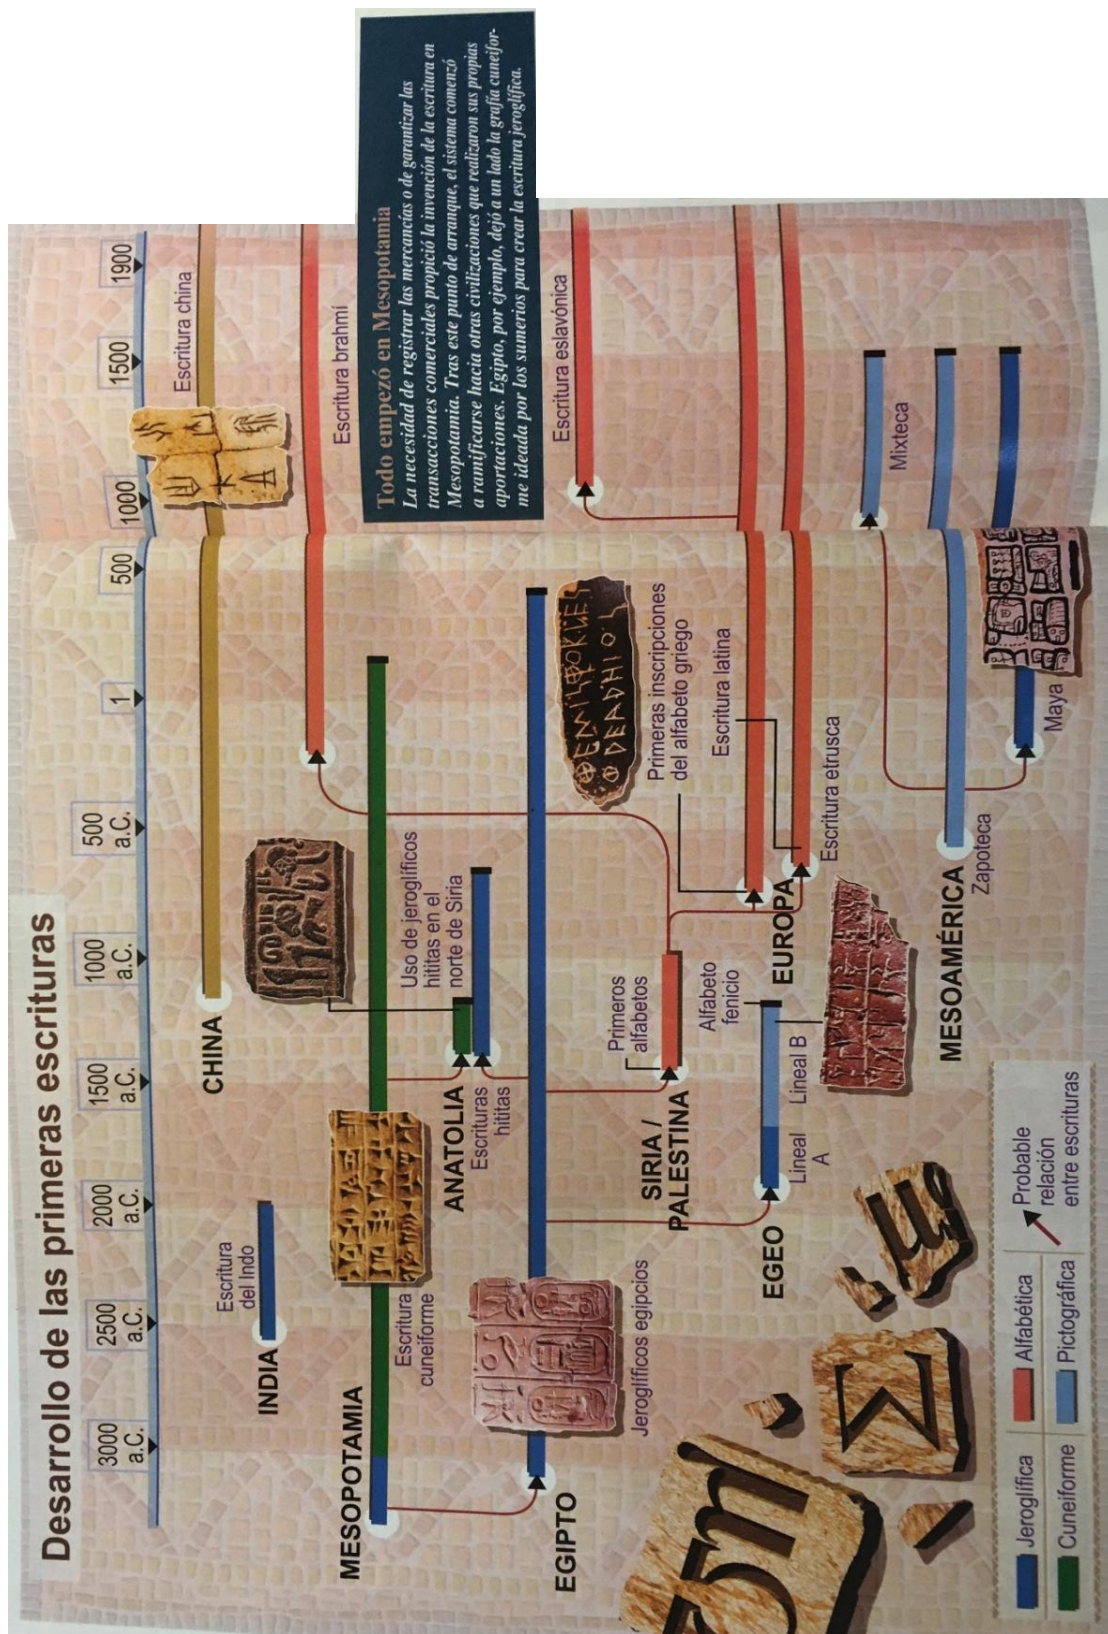 Desarrollo de las primeras escrituras
3000
a.C.
2500
a.C.
2000
a.C.
1500
a.C.
1000
a.C.
500
a.C.
1
500
1000
1500
1900
CHINA
Escritura china
INDIA
Escritura
del Indo
Escritura brahmí
MESOPOTAMIA
Escritura
cuneiforme
ANATOLIA
Escrituras
hititas
Uso de jeroglíficos
hititas en el
norte de Siria
EGIPTO
Jeroglíficos egipcios
Todo empezó en Mesopotamia
La necesidad de registrar las mercancías o de garantizar las
transacciones comerciales propició la invención de la escritura en
Mesopotamia. Tras este punto de arranque, el sistema comenzó
a ramificarse hacia otras civilizaciones que realizaron sus propias
aportaciones. Egipto, por ejemplo, dejó a un lado la grafía cuneifor-
me ideada por los sumerios para crear la escritura jeroglífica.
SIRIA /
PALESTINA
Primeros
alfabetos
Primeras inscripciones
del alfabeto griego
Escritura latina
Escritura eslavónica
EGEO
Lineal
A
Lineal B
Alfabeto
fenicio
EUROPA
Escritura etrusca
MESOAMÉRICA
Zapoteca
Mixteca
Maya
Jeroglífica
Alfabética
Cuneiforme
Pictográfica
Probable
relación
entre escrituras